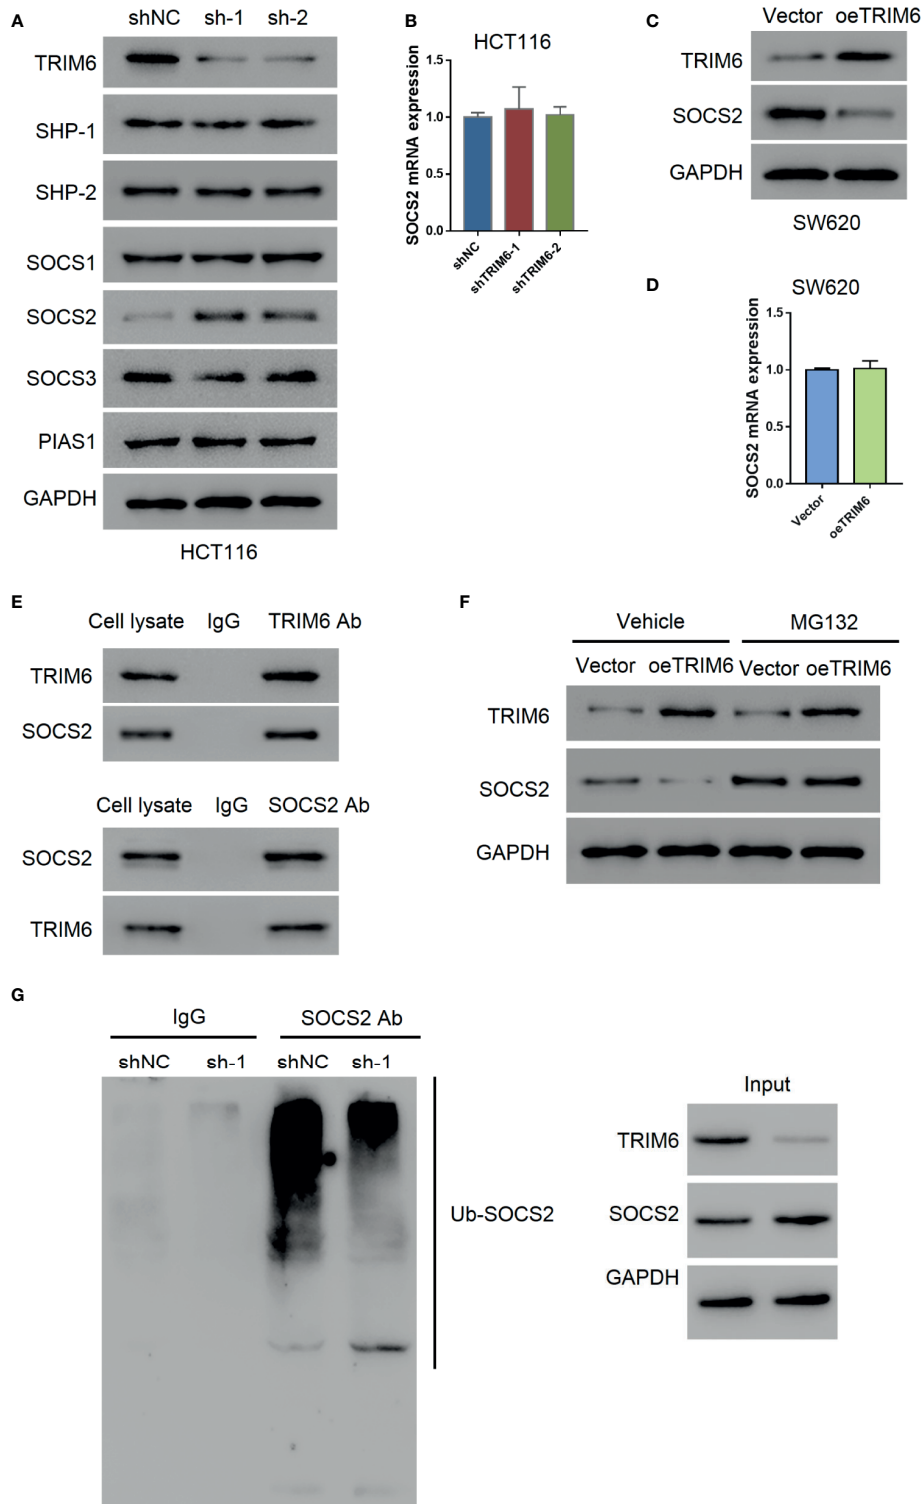 A
shNC sh-1 sh-2
TRIM6
SHP-1
SHP-2
SOCS1
SOCS2
SOCS3
PIAS1
GAPDH
HCT116
B
HCT116
SOCS2 mRNA expression
1.5
1.0
0.5
0.0
shNC
shTRIM6-1
shTRIM6-2
C
Vector oeTRIM6
TRIM6
SOCS2
GAPDH
SW620
D
SW620
SOCS2 mRNA expression
1.5
1.0
0.5
0.0
Vector
oeTRIM6
E
Cell lysate IgG TRIM6 Ab
TRIM6
SOCS2
Cell lysate IgG SOCS2 Ab
SOCS2
TRIM6
F
Vehicle MG132
Vector oeTRIM6 Vector oeTRIM6
TRIM6
SOCS2
GAPDH
G
IgG SOCS2 Ab
shNC sh-1 shNC sh-1
Ub-SOCS2
Input
TRIM6
SOCS2
GAPDH